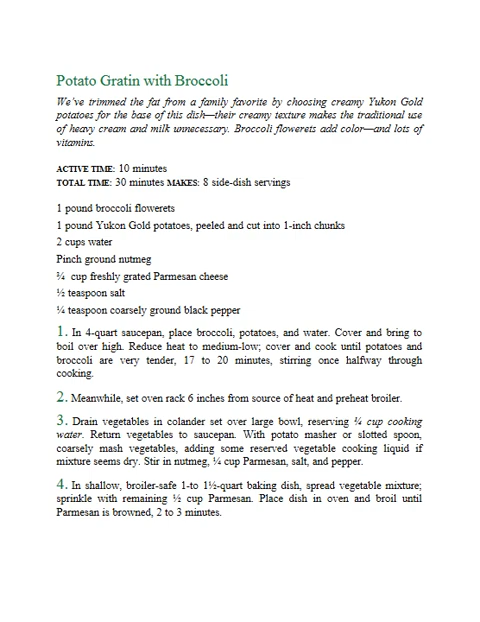 Potato Gratin with Broccoli
We've trimmed the fat from a family favorite by choosing creamy Yukon Gold
potatoes for the base of this dish—their creamy texture makes the traditional use
of heavy cream and milk unnecessary. Broccoli flowerets add color—and lots of
vitamins.
ACTIVE TIME: 10 minutes
TOTAL TIME: 30 minutes MAKES: 8 side-dish servings
1 pound broccoli flowerets
1 pound Yukon Gold potatoes, peeled and cut into 1-inch chunks
2 cups water
Pinch ground nutmeg
¾ cup freshly grated Parmesan cheese
½ teaspoon salt
¼ teaspoon coarsely ground black pepper
1. In 4-quart saucepan, place broccoli, potatoes, and water. Cover and bring to
boil over high. Reduce heat to medium-low; cover and cook until potatoes and
broccoli are very tender, 17 to 20 minutes, stirring once halfway through
cooking.
2. Meanwhile, set oven rack 6 inches from source of heat and preheat broiler.
3. Drain vegetables in colander set over large bowl, reserving ¼ cup cooking
water. Return vegetables to saucepan. With potato masher or slotted spoon,
coarsely mash vegetables, adding some reserved vegetable cooking liquid if
mixture seems dry. Stir in nutmeg, ¼ cup Parmesan, salt, and pepper.
4. In shallow, broiler-safe 1-to 1½-quart baking dish, spread vegetable mixture;
sprinkle with remaining ½ cup Parmesan. Place dish in oven and broil until
Parmesan is browned, 2 to 3 minutes.